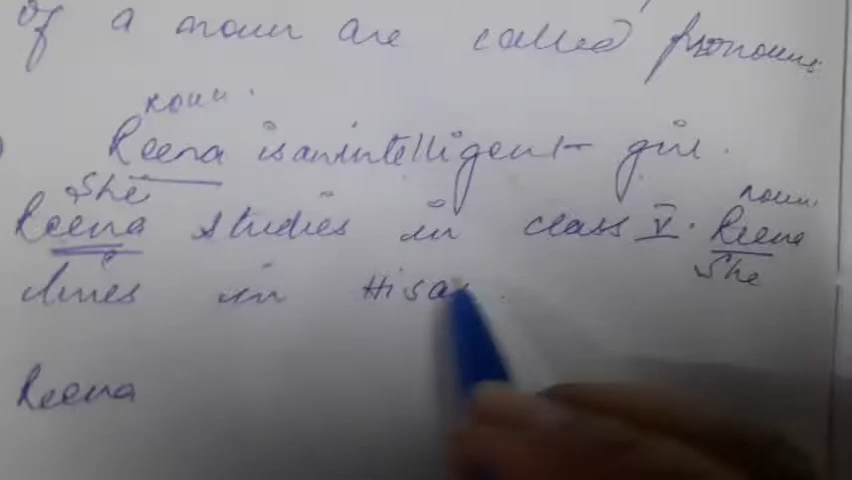 of a noun are called pronouns
noun.
Reena is an intelligent girl.
She noun.
Reena studies in class V. Reena
She
lives in
Reena